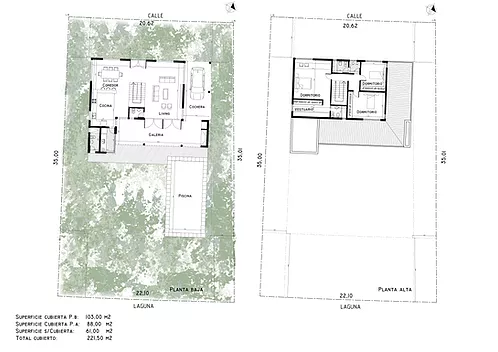 CALLE
20,62
CALLE
20,62
COMEDOR
COCINA
LIVING
COCHERA
GALERIA
PISCINA
35,00
35,01
PLANTA BAJA
22,10
LAGUNA
DORMITORIO
DORMITORIO
VESTUARIO
DORMITORIO
35,00
35,01
PLANTA ALTA
22,10
LAGUNA
SUPERFICIE CUBIERTA P.B: 103,00 M2
SUPERFICIE CUBIERTA P.A: 88,00 M2
SUPERFICIE S/CUBIERTA: 61,00 M2
TOTAL CUBIERTO: 221,50 M2